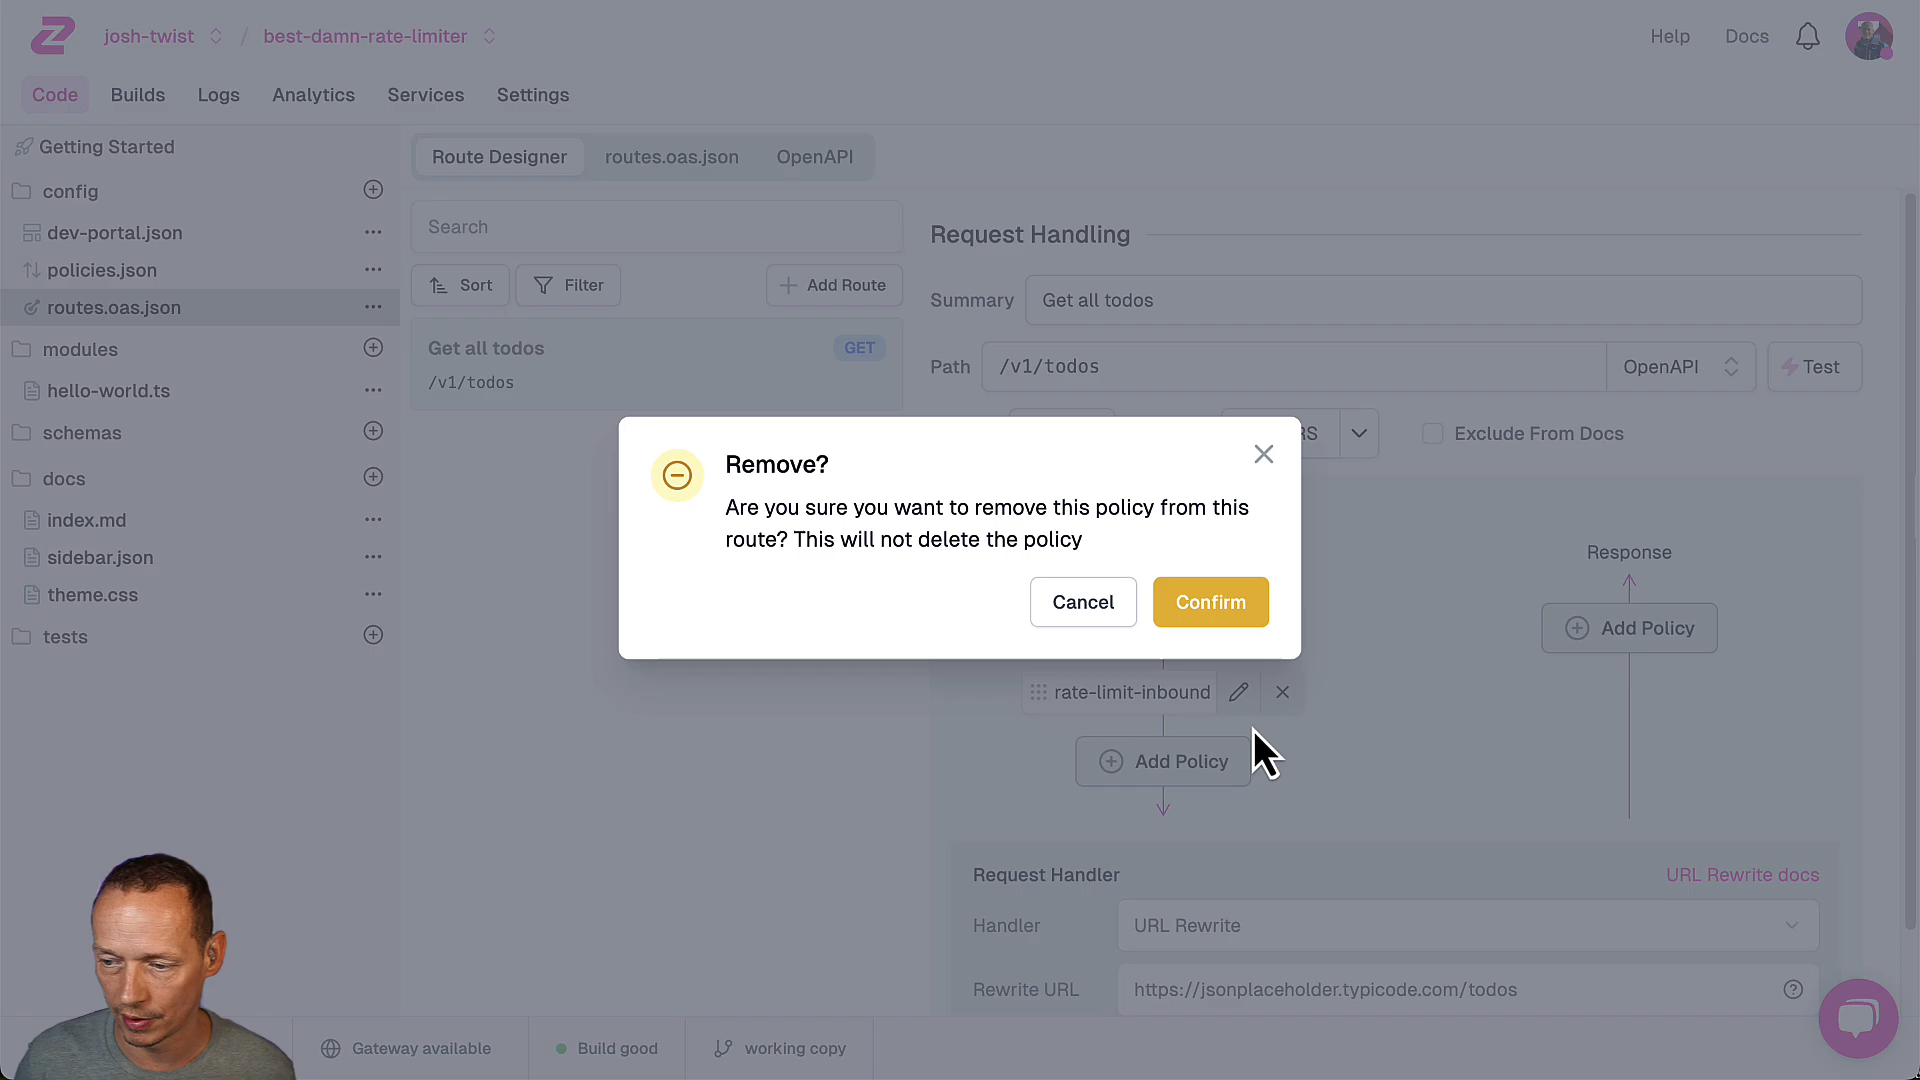 josh-twist / best-damn-rate-limiter
Help
Docs
Code
Builds
Logs
Analytics
Services
Settings
Getting Started
config
dev-portal.json
policies.json
routes.oas.json
modules
hello-world.ts
schemas
docs
index.md
sidebar.json
theme.css
tests
Route Designer
routes.oas.json
OpenAPI
Search
Sort
Filter
Add Route
Get all todos
GET
/v1/todos
Request Handling
Summary
Get all todos
Path
/v1/todos
OpenAPI
Test
Exclude From Docs
Remove?
Are you sure you want to remove this policy from this
route? This will not delete the policy
Cancel
Confirm
Response
Add Policy
rate-limit-inbound
Add Policy
Request Handler
URL Rewrite docs
Handler
URL Rewrite
Rewrite URL
https://jsonplaceholder.typicode.com/todos
Gateway available
Build good
working copy